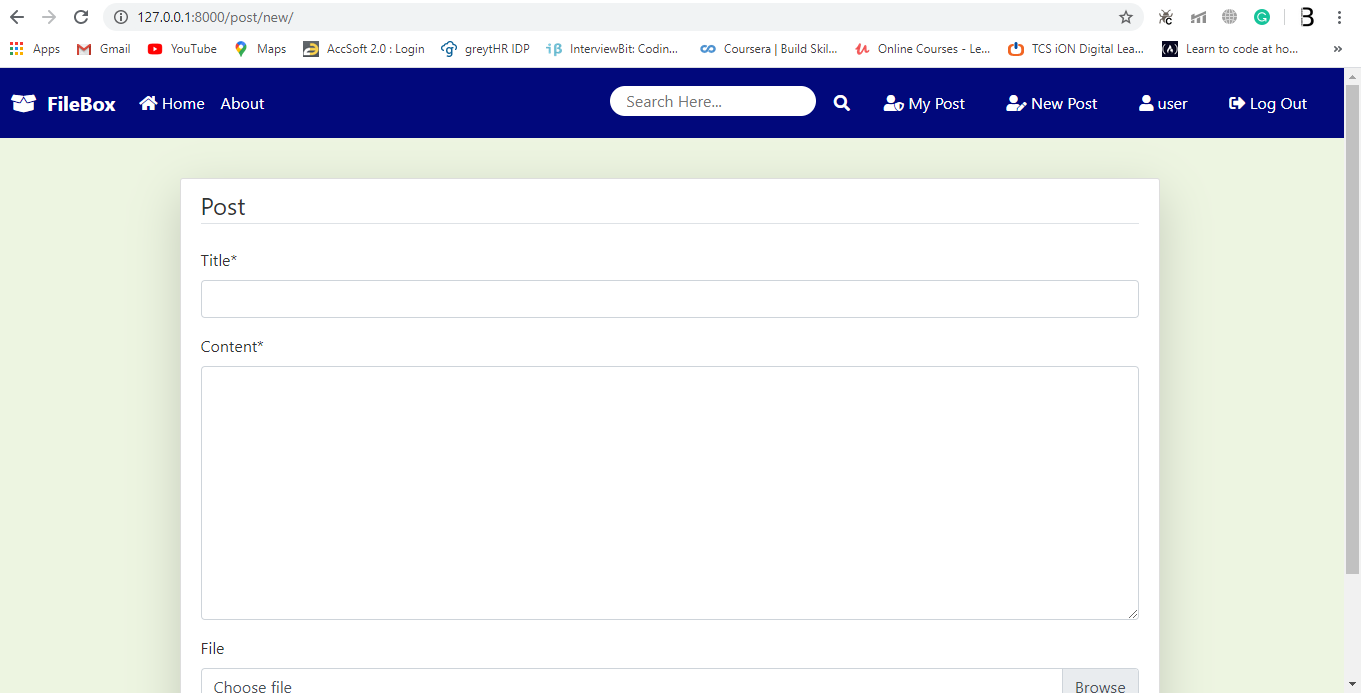 127.0.0.1:8000/post/new/
Apps Gmail YouTube Maps AccSoft 2.0 : Login greytHR IDP InterviewBit: Codin... Coursera | Build Skil... Online Courses - Le... TCS iON Digital Lea... Learn to code at ho... »
FileBox Home About Search Here... My Post New Post user Log Out
Post
Title*
Content*
File
Choose file Browse